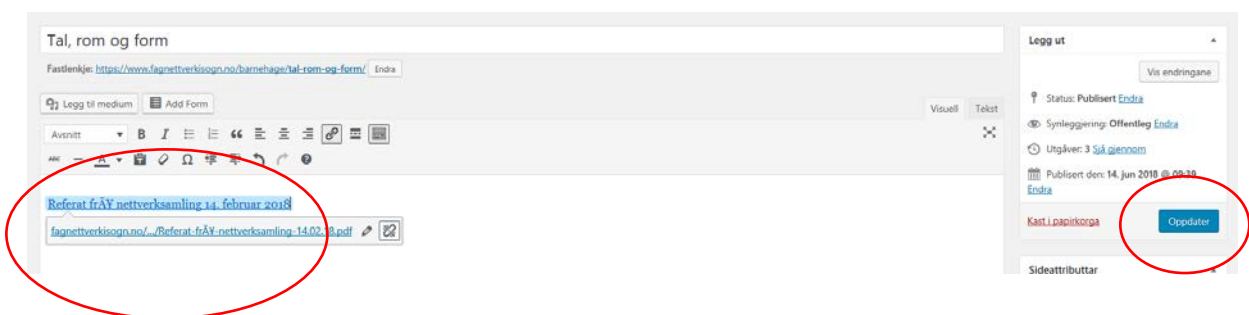 Tal, rom og form
Fastlenkje: https://www.fagnettverkisogn.no/barnehage/tal-rom-og-form/ Endra
Legg til medium Add Form
Visuell Tekst
Avsnitt
Referat frÃ¥ nettverksamling 14. februar 2018
fagnettverkisogn.no/.../Referat-frÃ¥-nettverksamling-14.02.18.pdf
Legg ut
Vis endringane
Status: Publisert Endra
Synleggjering: Offentleg Endra
Utgåver: 3 Sjå gjennom
Publisert den: 14. jun 2018 @ 09:39
Endra
Kast i papirkorga Oppdater
Sideattributtar